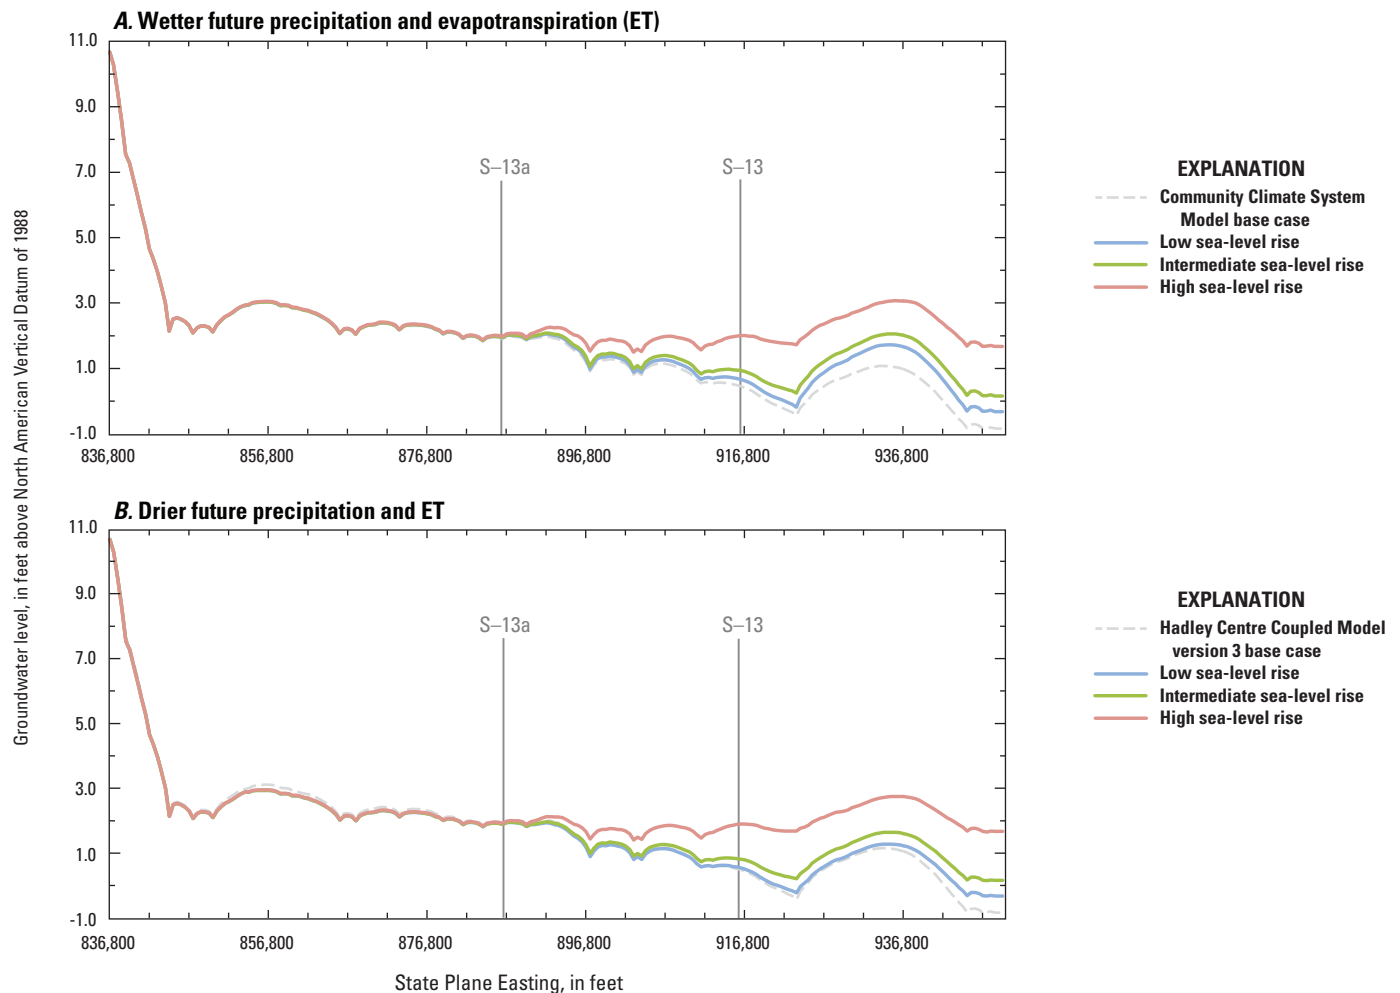 A. Wetter future precipitation and evapotranspiration (ET)
11.0
9.0
7.0
5.0
3.0
1.0
-1.0
S–13a
S–13
836,800
856,800
876,800
896,800
916,800
936,800
EXPLANATION
Community Climate System
Model base case
Low sea-level rise
Intermediate sea-level rise
High sea-level rise
Groundwater level, in feet above North American Vertical Datum of 1988
B. Drier future precipitation and ET
11.0
9.0
7.0
5.0
3.0
1.0
-1.0
S–13a
S–13
836,800
856,800
876,800
896,800
916,800
936,800
State Plane Easting, in feet
EXPLANATION
Hadley Centre Coupled Model
version 3 base case
Low sea-level rise
Intermediate sea-level rise
High sea-level rise